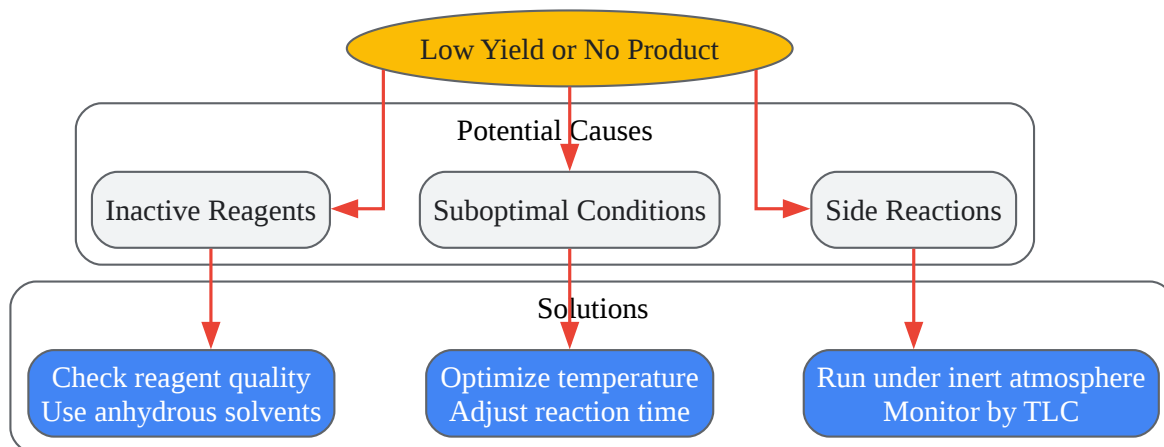 Low Yield or No Product
Potential Causes
Inactive Reagents
Suboptimal Conditions
Side Reactions
Solutions
Check reagent quality
Use anhydrous solvents
Optimize temperature
Adjust reaction time
Run under inert atmosphere
Monitor by TLC